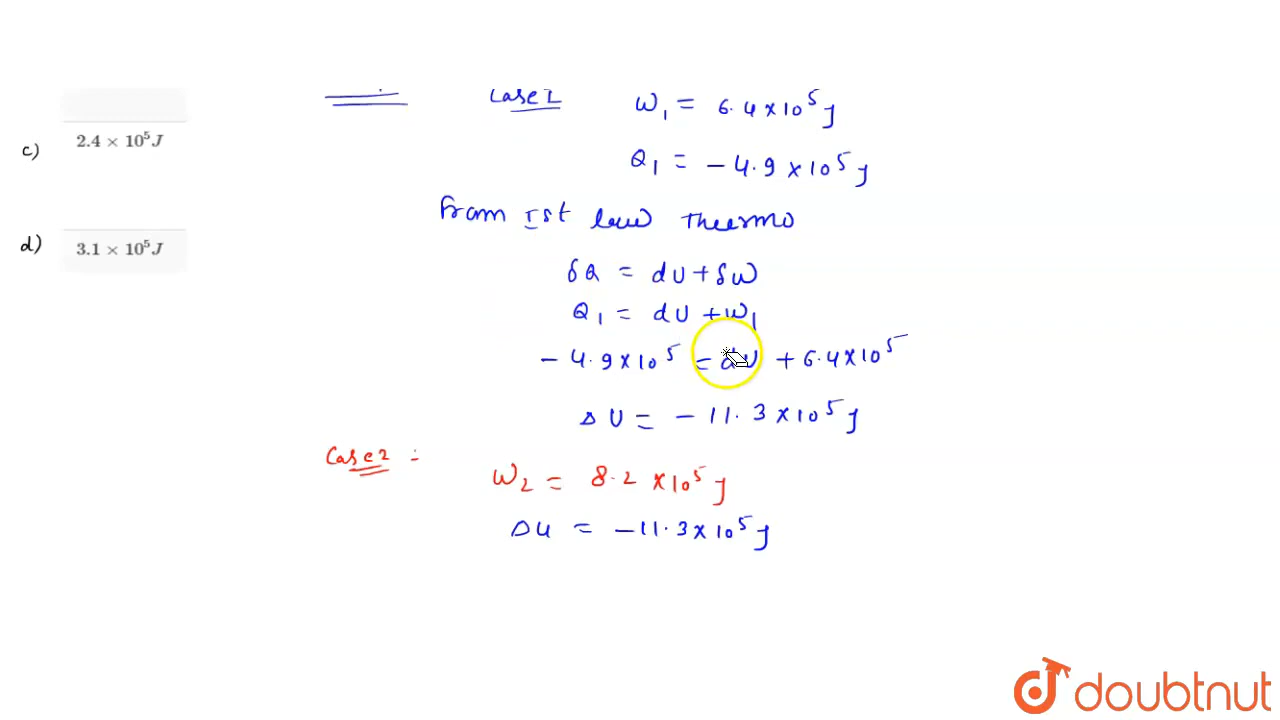 c)
2.4 × 10⁵J
d)
3.1 × 10⁵J
Case 1
W₁ = 6.4 × 10⁵ J
Q₁ = - 4.9 × 10⁵ J
From Ist law Thermo
δQ = dU + δW
Q₁ = dU + W₁
- 4.9 × 10⁵ = dU + 6.4 × 10⁵
ΔU = - 11.3 × 10⁵ J
Case 2 :
W₂ = 8.2 × 10⁵ J
ΔU = - 11.3 × 10⁵ J
doubtnut